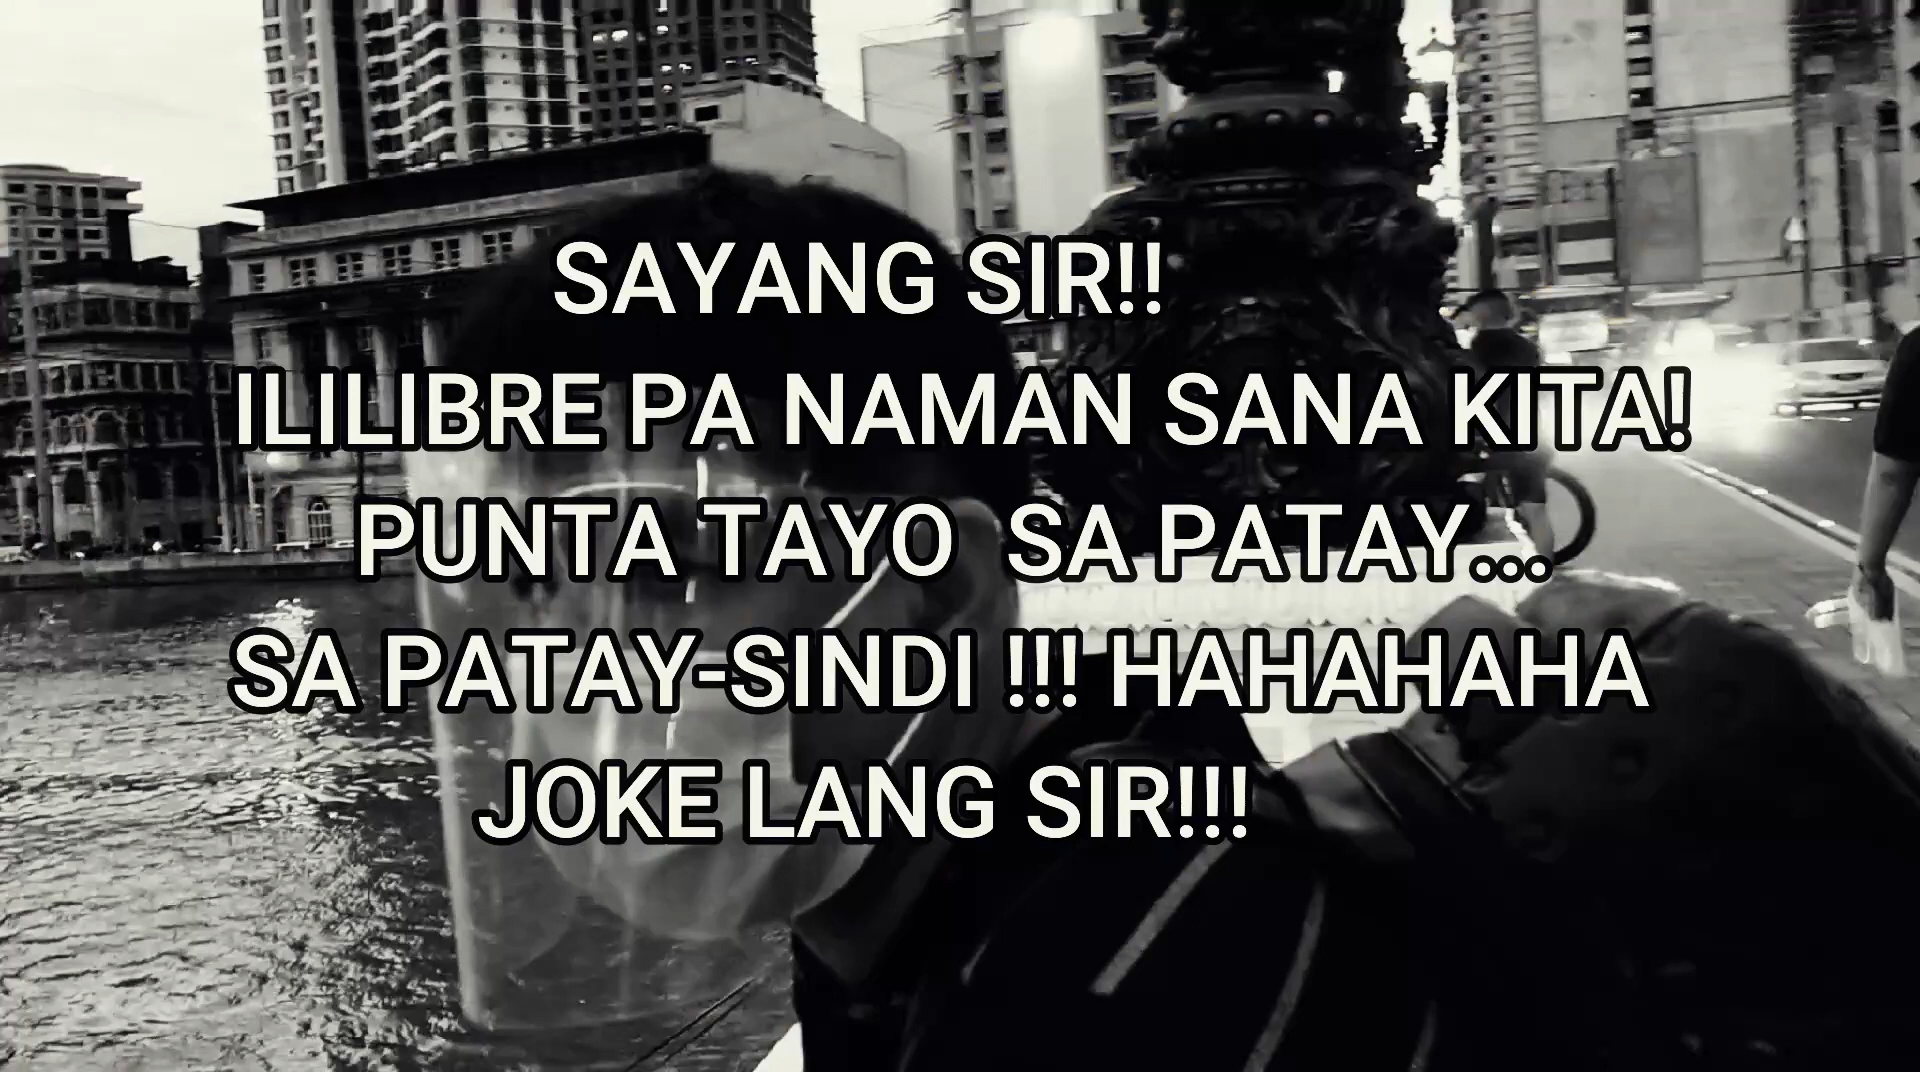 SAYANG SIR!!
ILILIBRE PA NAMAN SANA KITA!
PUNTA TAYO SA PATAY...
SA PATAY-SINDI !!! HAHAHAHA
JOKE LANG SIR!!!